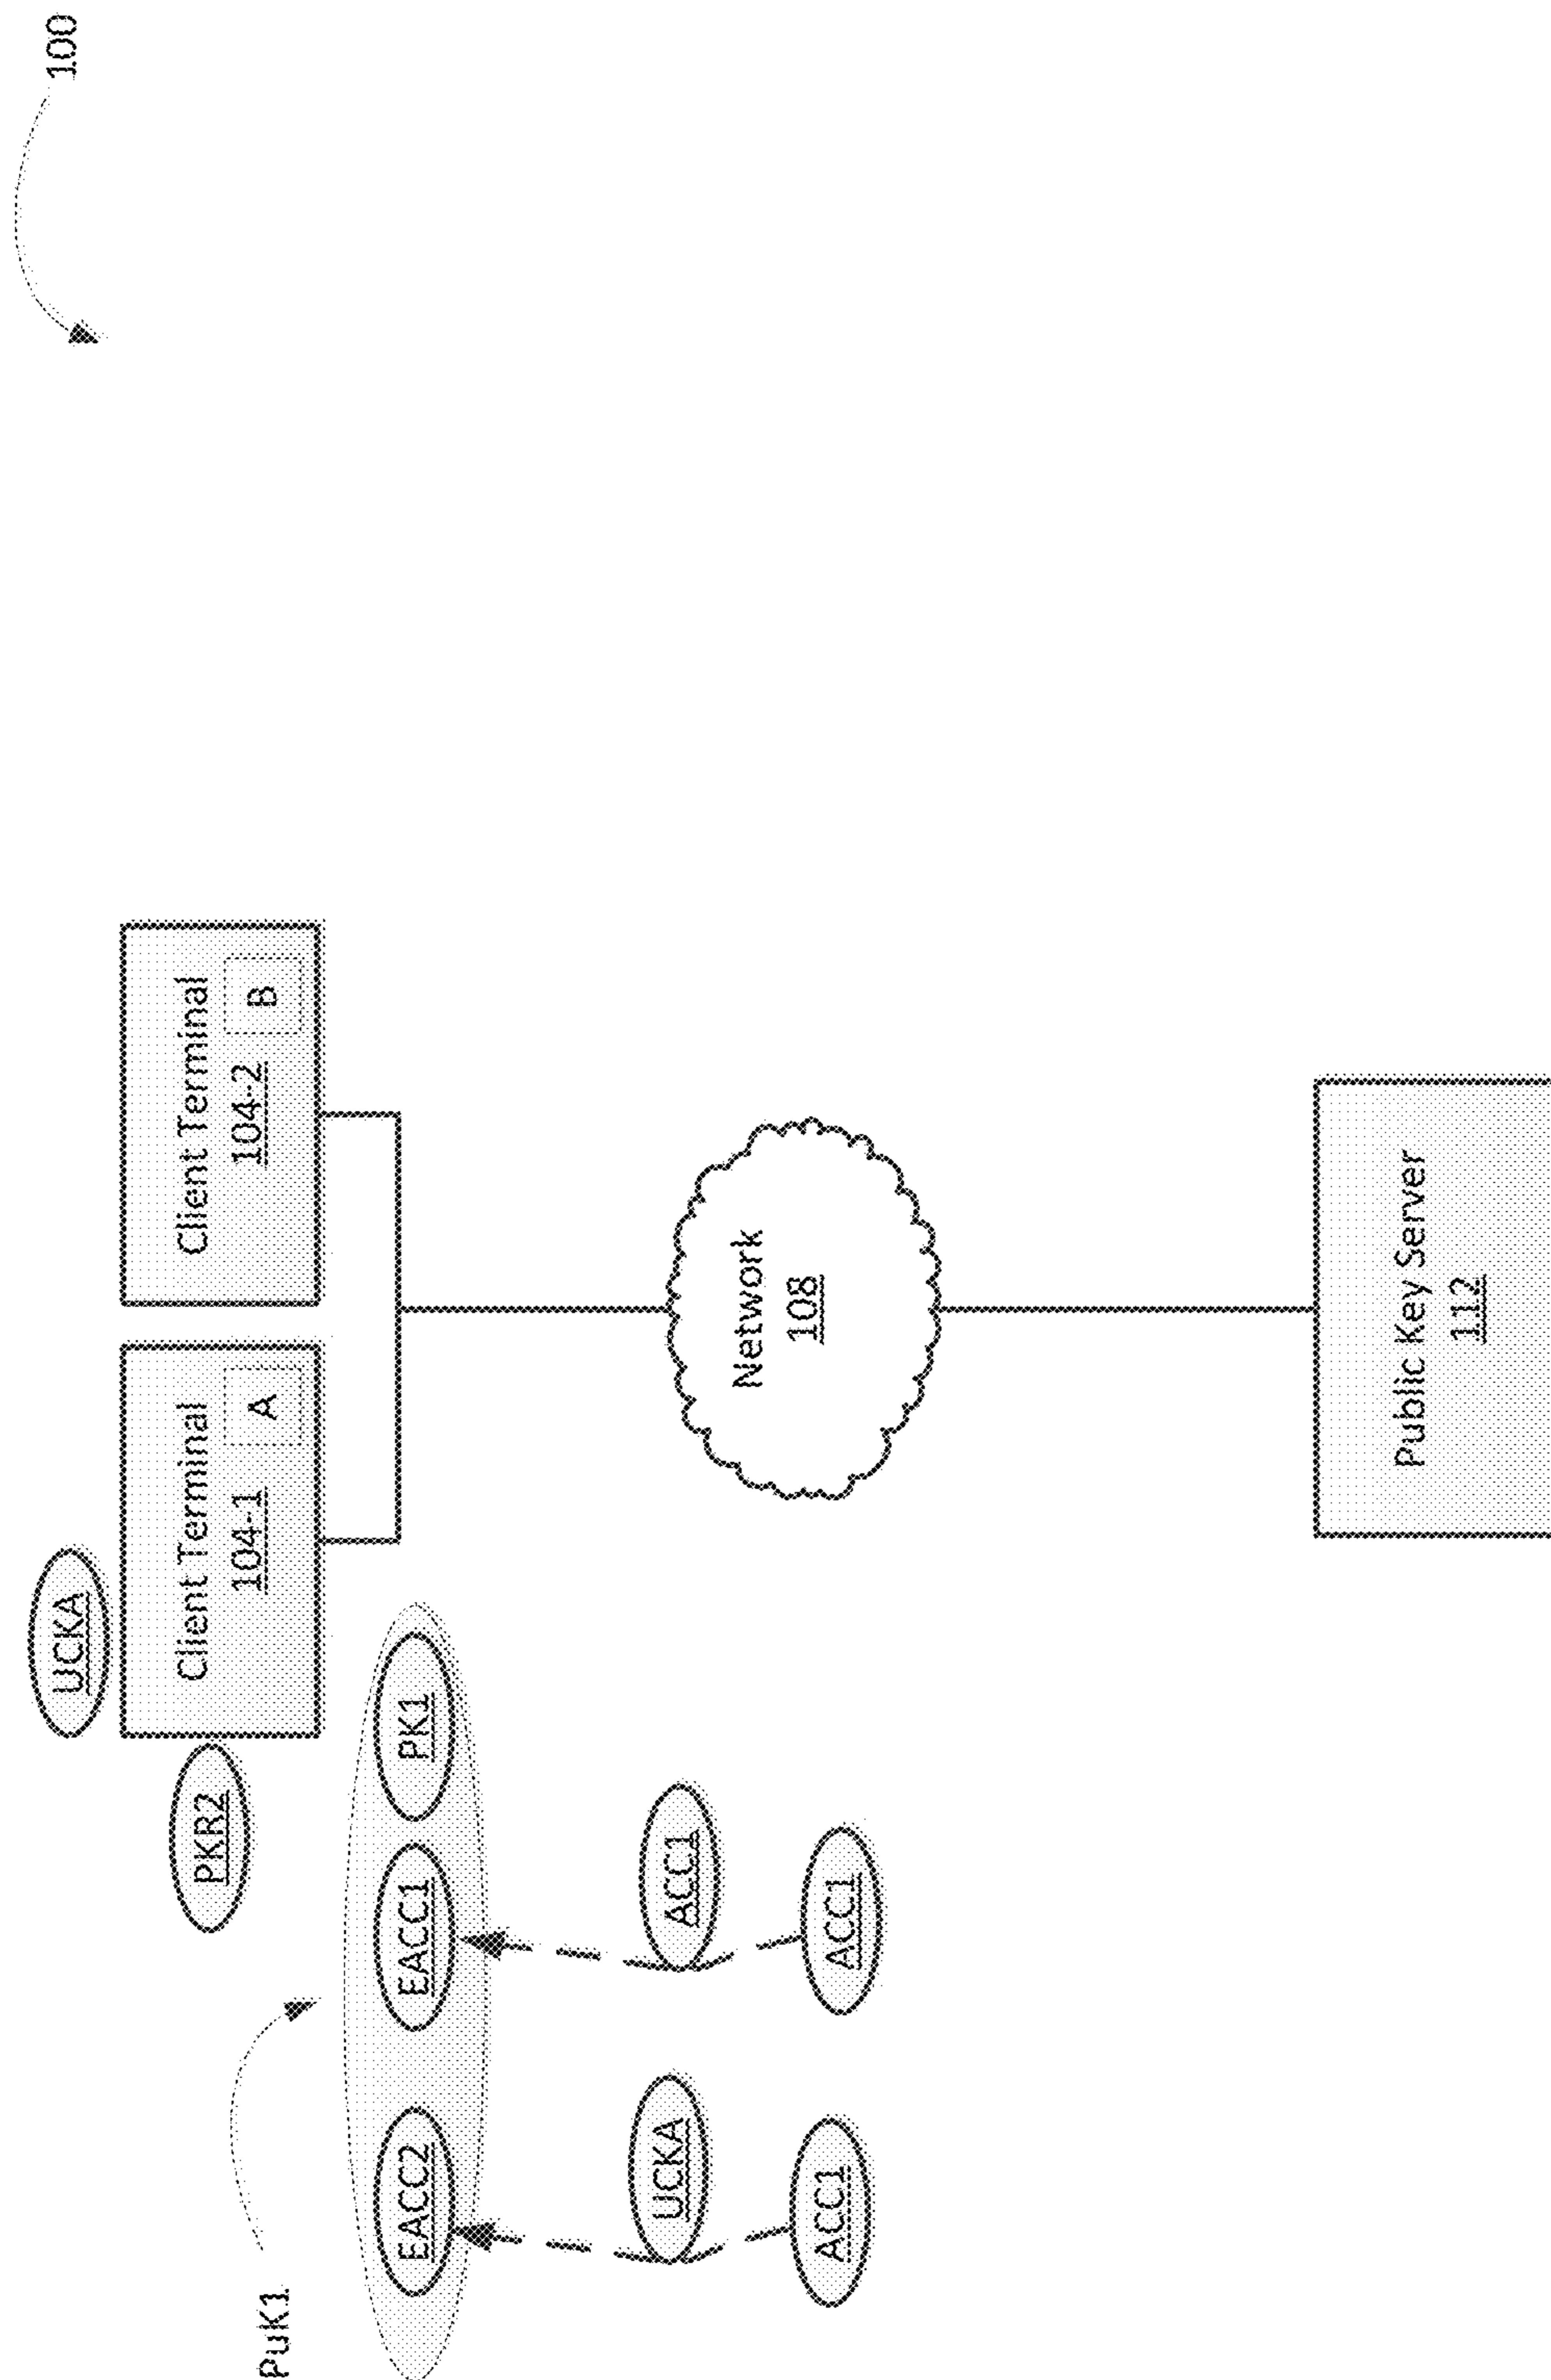 100
UCKA
PKR2
Client Terminal
104-1
A
Client Terminal
104-2
B
PuK1
EACC2
EACC1
PK1
UCKA
ACC1
ACC1
ACC1
Network
108
Public Key Server
112